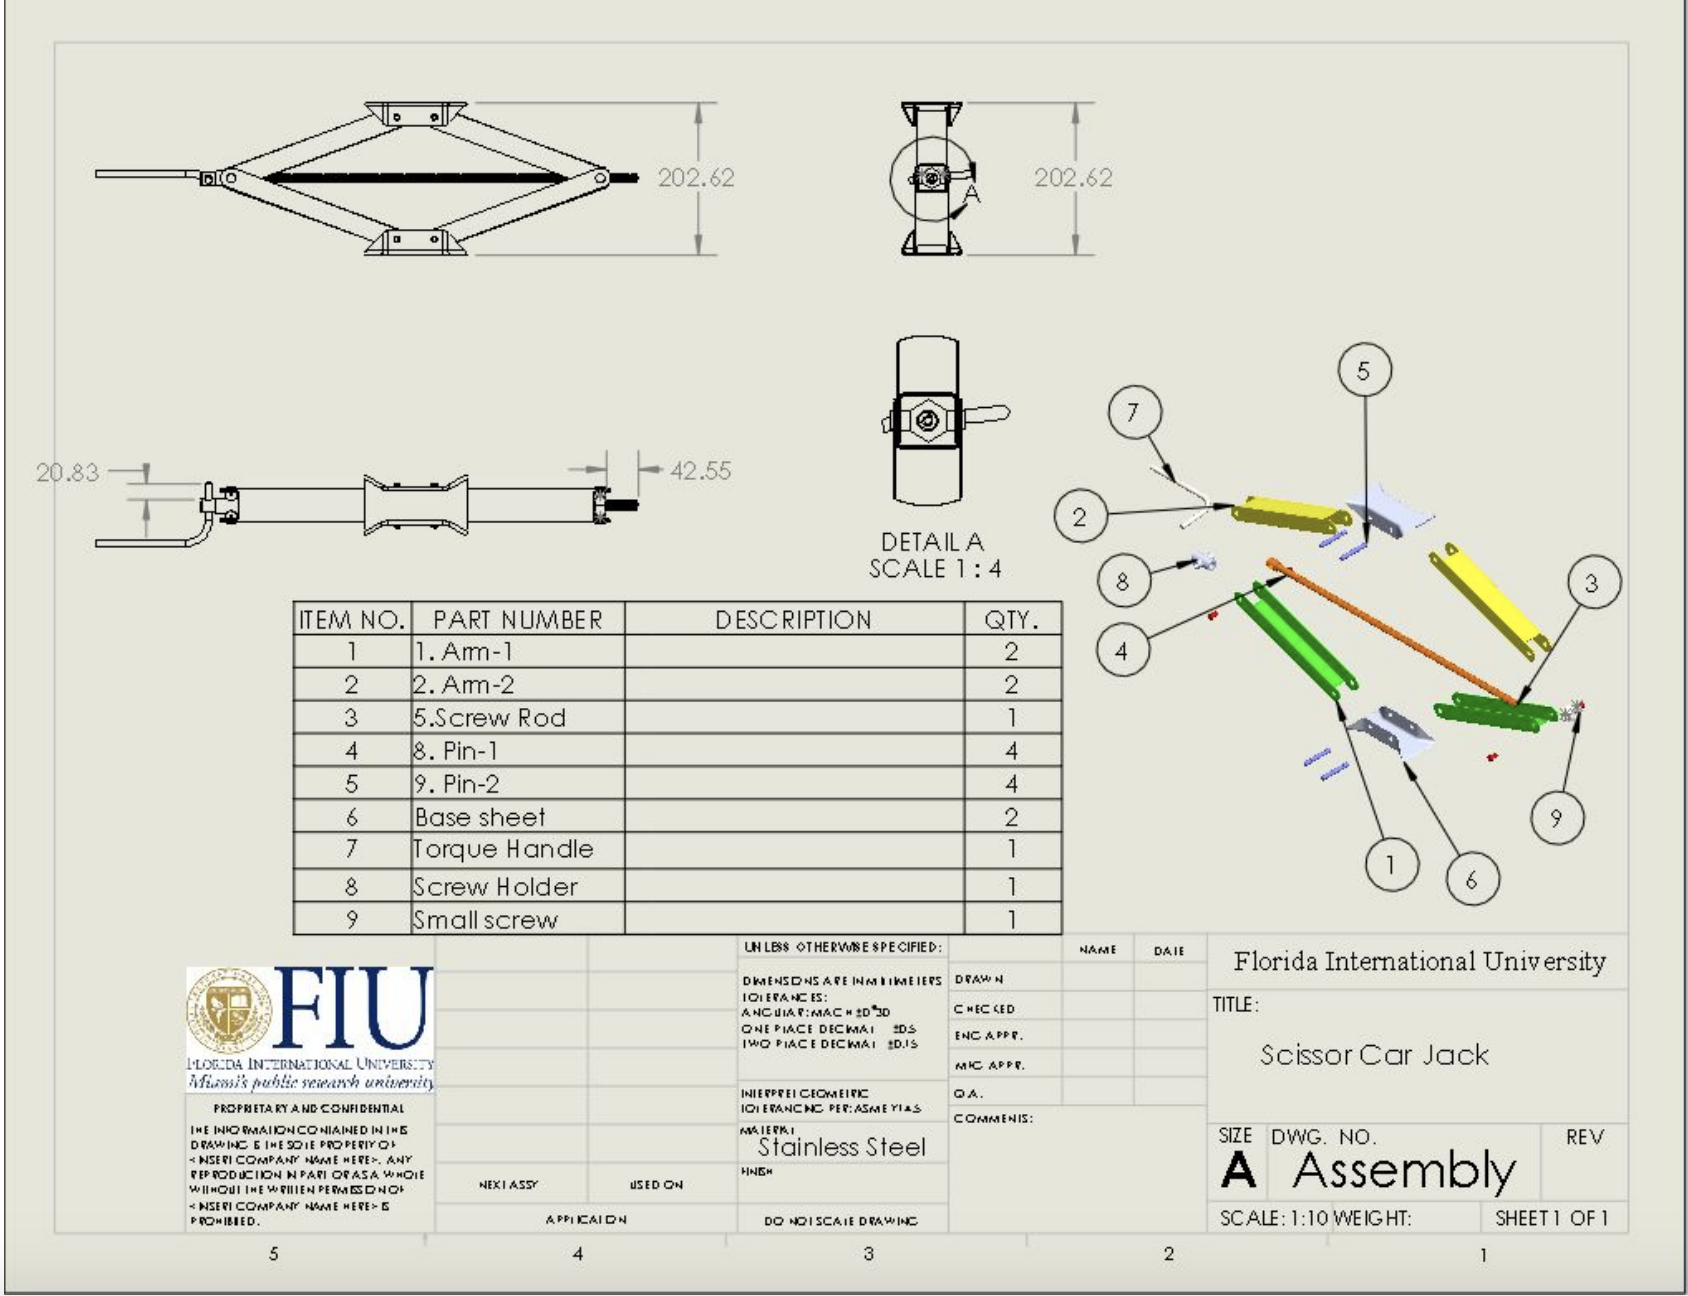 202.62
202.62
A
20.83
42.55
DETAIL A
SCALE 1 : 4
5
7
2
8
3
4
9
1
6
ITEM NO. PART NUMBER DESCRIPTION QTY.
1 1. Arm-1 2
2 2. Arm-2 2
3 5.Screw Rod 1
4 8. Pin-1 4
5 9. Pin-2 4
6 Base sheet 2
7 Torque Handle 1
8 Screw Holder 1
9 Small screw 1
FIU
FLORIDA INTERNATIONAL UNIVERSITY
Miami's public research university
PROPRIETARY AND CONFIDENTIAL
THE INFORMATION CONTAINED IN THIS
DRAWING IS THE SOLE PROPERTY OF
<INSERT COMPANY NAME HERE>. ANY
REPRODUCTION IN PART OR AS A WHOLE
WITHOUT THE WRITTEN PERMISSION OF
<INSERT COMPANY NAME HERE> IS
PROHIBITED.
NEXT ASSY USED ON
APPLICATION
UNLESS OTHERWISE SPECIFIED:
DIMENSIONS ARE IN MILLIMETERS
TOLERANCES:
ANGULAR: MACH ±0°30
ONE PLACE DECIMAL ±0.5
TWO PLACE DECIMAL ±0.15
INTERPRET GEOMETRIC
TOLERANCING PER: ASME Y14.5
MATERIAL
Stainless Steel
FINISH
DO NOT SCALE DRAWING
NAME DATE
DRAWN
CHECKED
ENG APPR.
MFG APPR.
Q.A.
COMMENTS:
Florida International University
TITLE:
Scissor Car Jack
SIZE DWG. NO. REV
A Assembly
SCALE: 1:10 WEIGHT: SHEET 1 OF 1
5 4 3 2 1